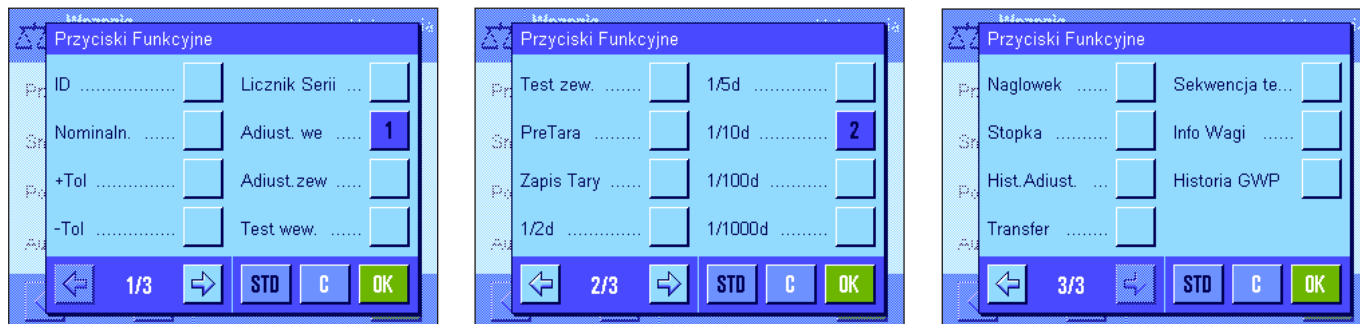 Przyciski Funkcyjne
ID ................ Licznik Serii ...
Nominaln. ...... Adiust. we ..... 1
+Tol ............... Adiust.zew .....
-Tol ............... Test wew. ......
1/3 STD C OK
Przyciski Funkcyjne
Test zew. ....... 1/5d ...............
PreTara ......... 1/10d ............. 2
Zapis Tary ...... 1/100d ...........
1/2d ............... 1/1000d .........
2/3 STD C OK
Przyciski Funkcyjne
Naglowek ...... Sekwencja te...
Stopka .......... Info Wagi ......
Hist.Adiust. ... Historia GWP
Transfer .......
3/3 STD C OK